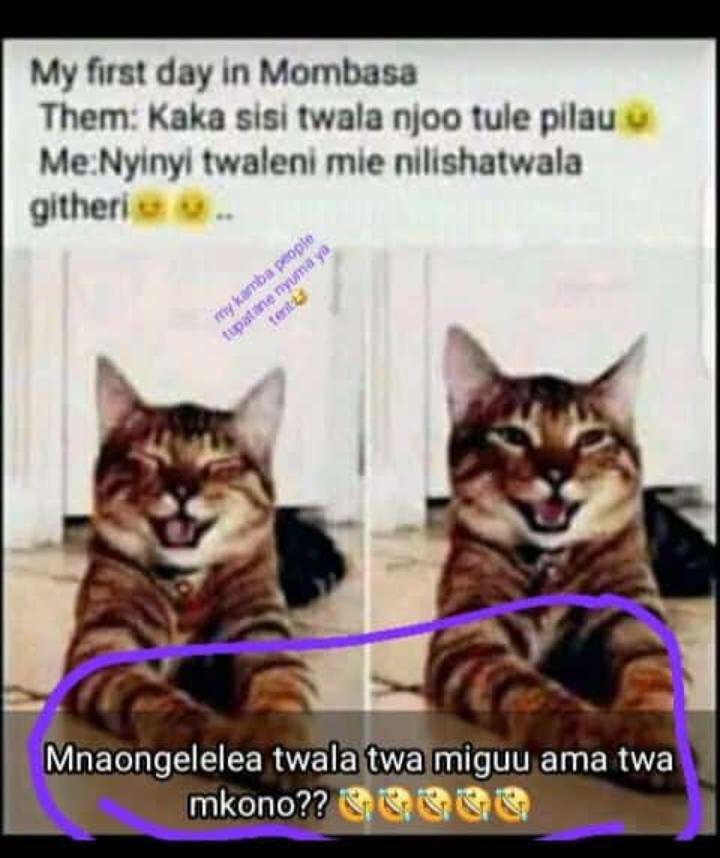 My first day in Mombasa
Them: Kaka sisi twala njoo tule pilau
Me:Nyinyi twaleni mie nilishatwala
githeri ..
my kamba people
tupatane nyuma ya
tent
Mnaongelelea twala twa miguu ama twa
mkono??